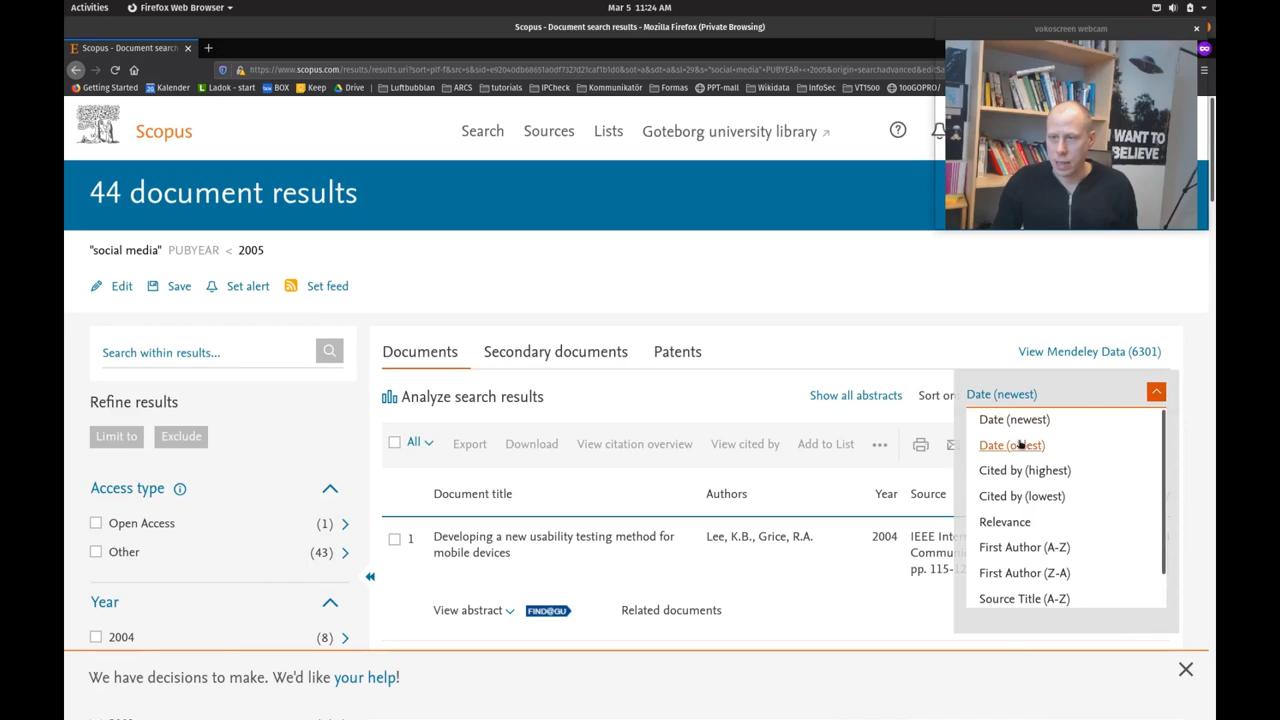 Activities
Firefox Web Browser
Mar 5 11:24 AM
Scopus - Document search results - Mozilla Firefox (Private Browsing)
vokoscreen webcam
Scopus - Document search
Getting Started
Kalender
Ladok - start
BOX
Keep
Drive
Luftbubblan
ARCS
tutorials
IPCheck
Kommunikatör
Formas
PPT-mall
Wikidata
InfoSec
VT1500
100GOPRO/
WANT TO
BELIEVE
Scopus
Search
Sources
Lists
Goteborg university library
44 document results
"social media" PUBYEAR < 2005
Edit
Save
Set alert
Set feed
Search within results...
Documents
Secondary documents
Patents
View Mendeley Data (6301)
Refine results
Limit to
Exclude
Analyze search results
Show all abstracts
Sort on
Date (newest)
Date (newest)
Date (oldest)
Cited by (highest)
Cited by (lowest)
Relevance
First Author (A-Z)
First Author (Z-A)
Source Title (A-Z)
All
Export
Download
View citation overview
View cited by
Add to List
Access type
Open Access (1)
Other (43)
Year
2004 (8)
Document title
Authors
Year
Source
1
Developing a new usability testing method for
mobile devices
Lee, K.B., Grice, R.A.
2004
IEEE Inter
Commun
pp. 115-12
View abstract
FIND@GU
Related documents
We have decisions to make. We'd like your help!